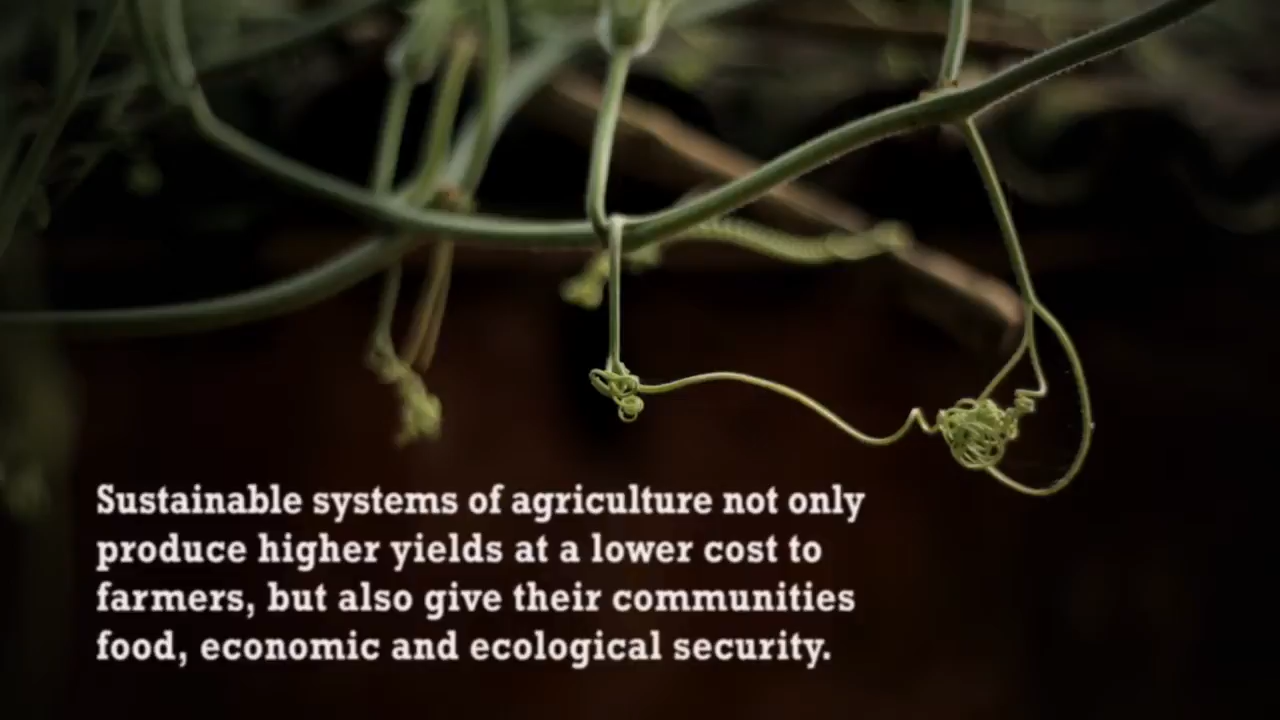 Sustainable systems of agriculture not only
produce higher yields at a lower cost to
farmers, but also give their communities
food, economic and ecological security.